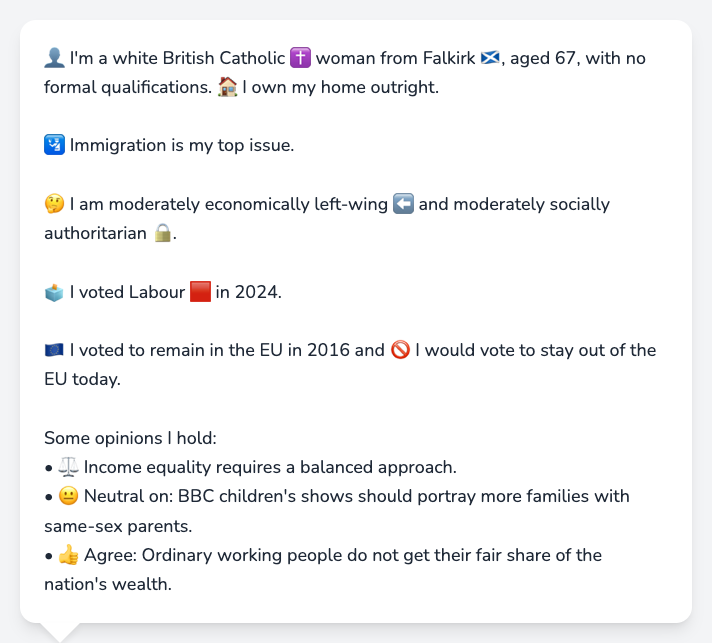 👤 I'm a white British Catholic ✝️ woman from Falkirk 🏴󠁧󠁢󠁳󠁣󠁴󠁿, aged 67, with no
formal qualifications. 🏠 I own my home outright.
🛂 Immigration is my top issue.
🤔 I am moderately economically left-wing ⬅️ and moderately socially
authoritarian 🔒.
🗳️ I voted Labour 🟥 in 2024.
🇪🇺 I voted to remain in the EU in 2016 and 🚫 I would vote to stay out of the
EU today.
Some opinions I hold:
• ⚖️ Income equality requires a balanced approach.
• 😐 Neutral on: BBC children's shows should portray more families with
same-sex parents.
• 👍 Agree: Ordinary working people do not get their fair share of the
nation's wealth.